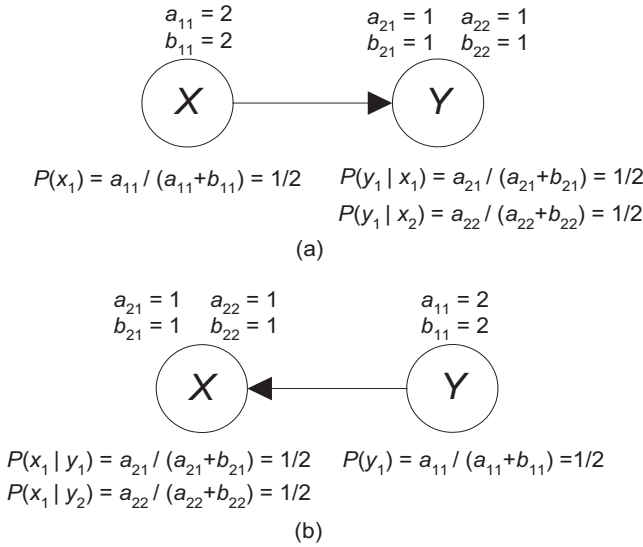 a₁₁ = 2
b₁₁ = 2
a₂₁ = 1 a₂₂ = 1
b₂₁ = 1 b₂₂ = 1
X
Y
P(x₁) = a₁₁ / (a₁₁+b₁₁) = 1/2
P(y₁ | x₁) = a₂₁ / (a₂₁+b₂₁) = 1/2
P(y₁ | x₂) = a₂₂ / (a₂₂+b₂₂) = 1/2
(a)
a₂₁ = 1 a₂₂ = 1
b₂₁ = 1 b₂₂ = 1
a₁₁ = 2
b₁₁ = 2
X
Y
P(x₁ | y₁) = a₂₁ / (a₂₁+b₂₁) = 1/2
P(x₁ | y₂) = a₂₂ / (a₂₂+b₂₂) = 1/2
P(y₁) = a₁₁ / (a₁₁+b₁₁) =1/2
(b)